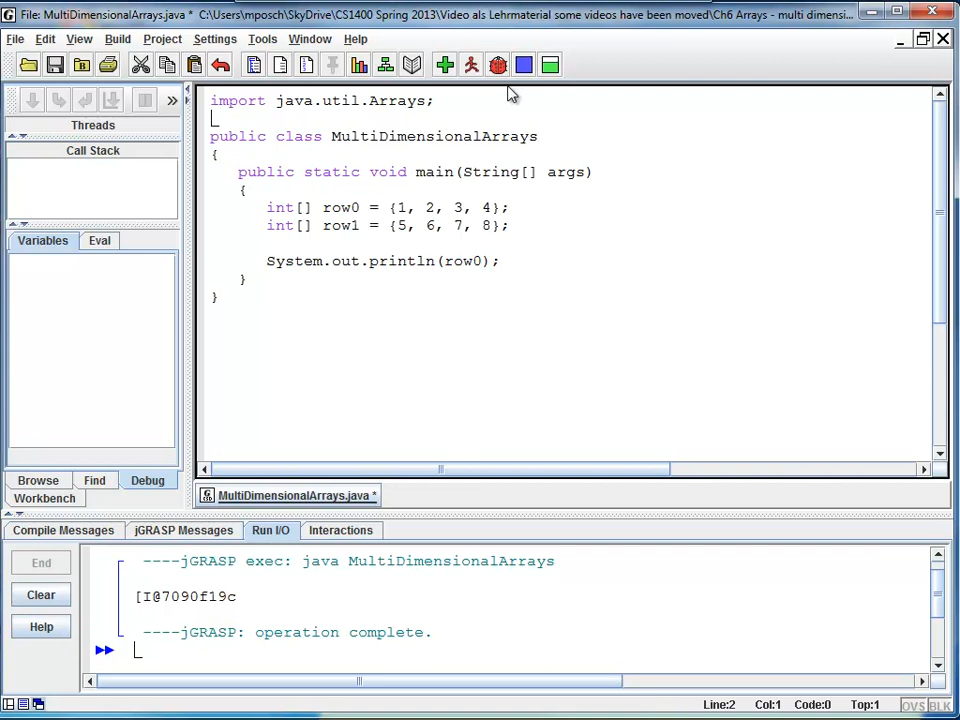 File: MultiDimensionalArrays.java * C:\Users\mposch\SkyDrive\CS1400 Spring 2013\Video als Lehrmaterial some videos have been moved\Ch6 Arrays - multi dimensi...
File Edit View Build Project Settings Tools Window Help
Threads
Call Stack
Variables Eval
Browse Find Debug
Workbench
import java.util.Arrays;
public class MultiDimensionalArrays
{
public static void main(String[] args)
{
int[] row0 = {1, 2, 3, 4};
int[] row1 = {5, 6, 7, 8};
System.out.println(row0);
}
}
MultiDimensionalArrays.java *
Compile Messages jGRASP Messages Run I/O Interactions
End
Clear
Help
----jGRASP exec: java MultiDimensionalArrays
[I@7090f19c
----jGRASP: operation complete.
Line:2 Col:1 Code:0 Top:1 OVS BLK